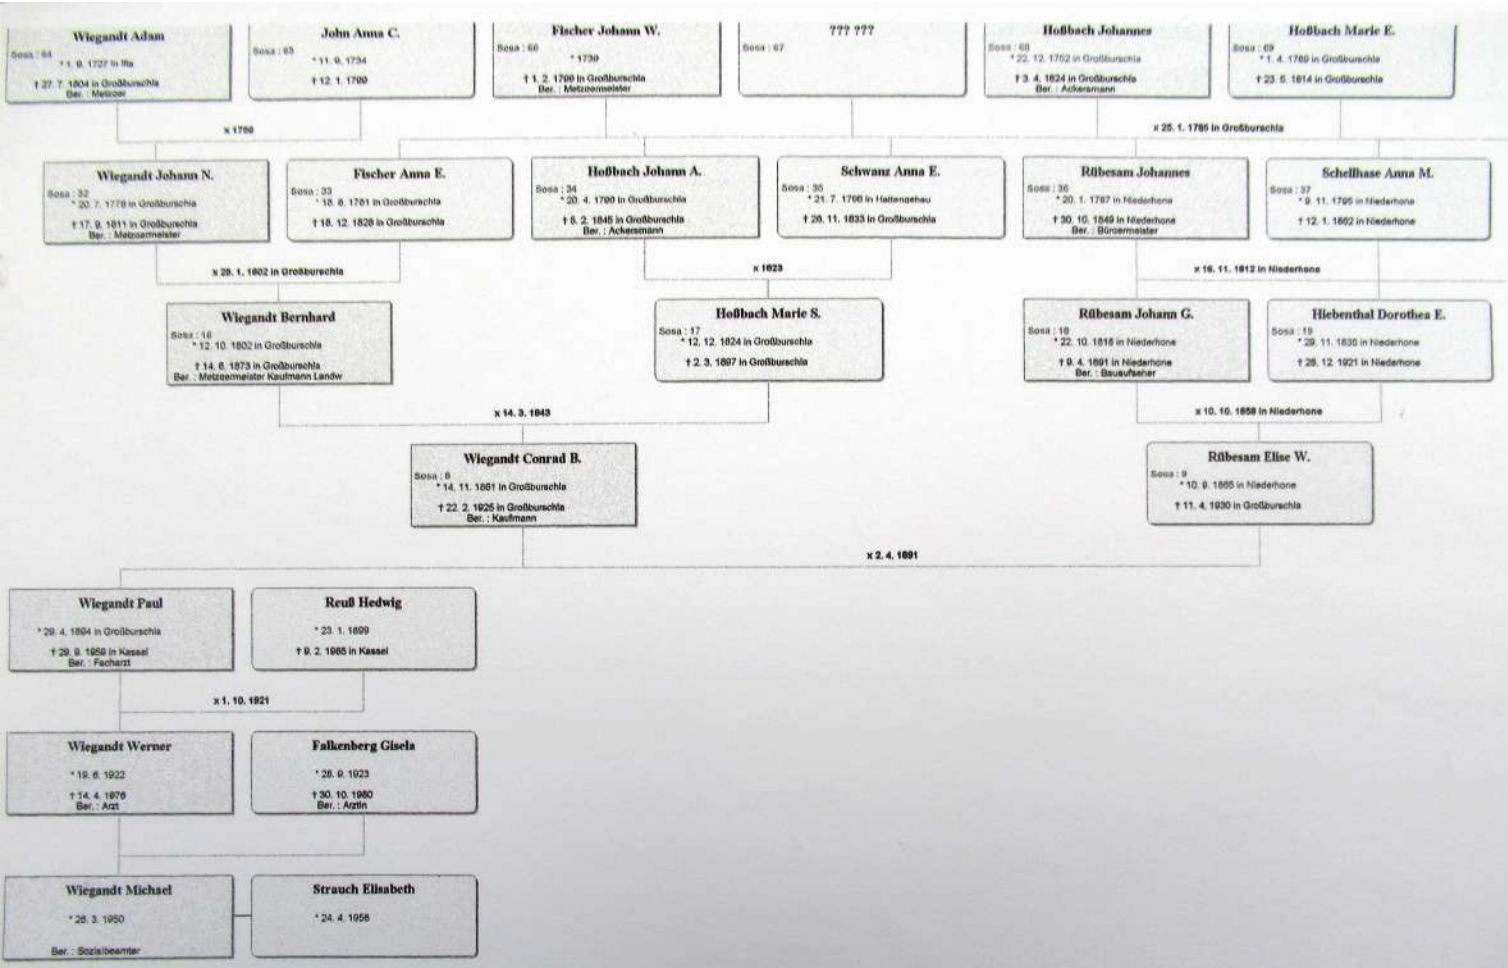 Wiegandt Adam
Sosa : 64
* 1. 9. 1727 in Ifta
† 27. 7. 1804 in Großburschla
Ber. : Metzger
John Anna C.
Sosa : 65
* 11. 9. 1734
† 12. 1. 1799
Fischer Johann W.
Sosa : 66
* 1739
† 1. 2. 1799 in Großburschla
Ber. : Metzgermeister
??? ???
Sosa : 67
Hoßbach Johannes
Sosa : 68
* 22. 12. 1762 in Großburschla
† 3. 4. 1824 in Großburschla
Ber. : Ackersmann
Hoßbach Marie E.
Sosa : 69
* 1. 4. 1769 in Großburschla
† 23. 5. 1814 in Großburschla
x 1760
x 25. 1. 1785 in Großburschla
Wiegandt Johann N.
Sosa : 32
* 20. 7. 1778 in Großburschla
† 17. 9. 1811 in Großburschla
Ber. : Metzgermeister
Fischer Anna E.
Sosa : 33
* 18. 8. 1781 in Großburschla
† 18. 12. 1828 in Großburschla
Hoßbach Johann A.
Sosa : 34
* 20. 4. 1790 in Großburschla
† 6. 2. 1845 in Großburschla
Ber. : Ackersmann
Schwanz Anna E.
Sosa : 35
* 21. 7. 1796 in Hattengehau
† 26. 11. 1833 in Großburschla
Rübesam Johannes
Sosa : 36
* 20. 1. 1787 in Niederhone
† 30. 10. 1849 in Niederhone
Ber. : Bürgermeister
Schellhase Anna M.
Sosa : 37
* 9. 11. 1795 in Niederhone
† 12. 1. 1862 in Niederhone
x 28. 1. 1802 in Großburschla
x 1823
x 16. 11. 1812 in Niederhone
Wiegandt Bernhard
Sosa : 16
* 12. 10. 1802 in Großburschla
† 14. 6. 1873 in Großburschla
Ber. : Metzgermeister Kaufmann Landw
Hoßbach Marie S.
Sosa : 17
* 12. 12. 1824 in Großburschla
† 2. 3. 1897 in Großburschla
Rübesam Johann G.
Sosa : 18
* 22. 10. 1818 in Niederhone
† 9. 4. 1891 in Niederhone
Ber. : Bauaufseher
Hiebenthal Dorothea E.
Sosa : 19
* 29. 11. 1835 in Niederhone
† 26. 12. 1921 in Niederhone
x 14. 3. 1843
x 10. 10. 1858 in Niederhone
Wiegandt Conrad B.
Sosa : 8
* 14. 11. 1861 in Großburschla
† 22. 2. 1925 in Großburschla
Ber. : Kaufmann
Rübesam Elise W.
Sosa : 9
* 10. 9. 1865 in Niederhone
† 11. 4. 1930 in Großburschla
x 2. 4. 1891
Wiegandt Paul
* 29. 4. 1894 in Großburschla
† 29. 9. 1959 in Kassel
Ber. : Facharzt
Reuß Hedwig
* 23. 1. 1899
† 9. 2. 1985 in Kassel
x 1. 10. 1921
Wiegandt Werner
* 19. 6. 1922
† 14. 4. 1976
Ber. : Arzt
Falkenberg Gisela
* 26. 9. 1923
† 30. 10. 1980
Ber. : Ärztin
Wiegandt Michael
* 26. 3. 1950
Ber. : Sozialbeamter
Strauch Elisabeth
* 24. 4. 1956